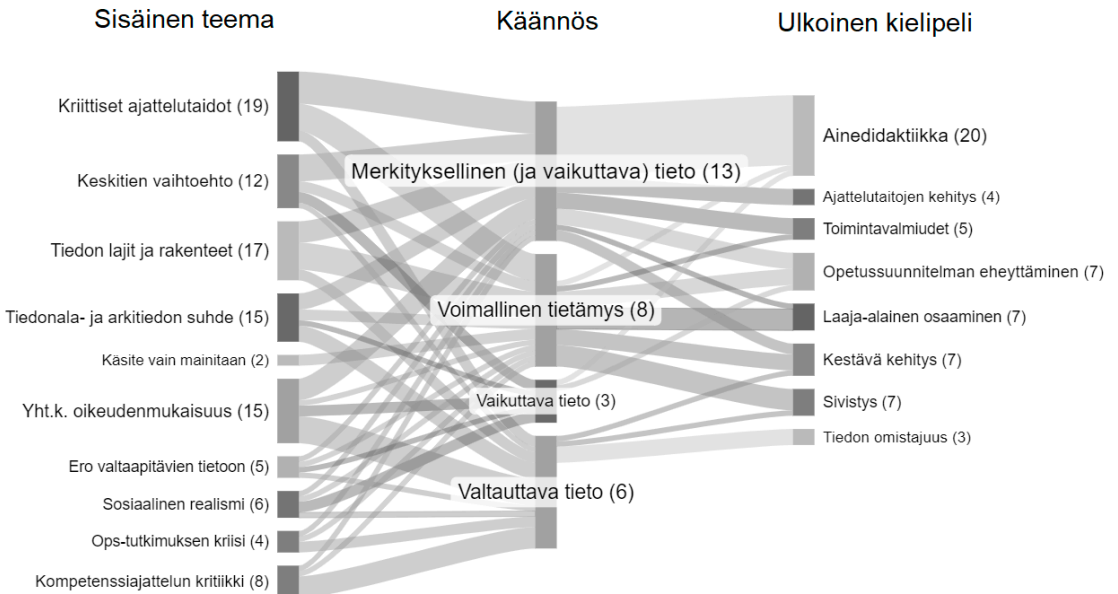 Sisäinen teema
Käännös
Ulkoinen kielipeli
Kriittiset ajattelutaidot (19)
Keskitien vaihtoehto (12)
Tiedon lajit ja rakenteet (17)
Tiedonala- ja arkitiedon suhde (15)
Käsite vain mainitaan (2)
Yht.k. oikeudenmukaisuus (15)
Ero valtaapitävien tietoon (5)
Sosiaalinen realismi (6)
Ops-tutkimuksen kriisi (4)
Kompetenssiajattelun kritiikki (8)
Merkityksellinen (ja vaikuttava) tieto (13)
Voimallinen tietämys (8)
Vaikuttava tieto (3)
Valtauttava tieto (6)
Ainedidaktiikka (20)
Ajattelutaitojen kehitys (4)
Toimintavalmiudet (5)
Opetussuunnitelman eheyttäminen (7)
Laaja-alainen osaaminen (7)
Kestävä kehitys (7)
Sivistys (7)
Tiedon omistajuus (3)